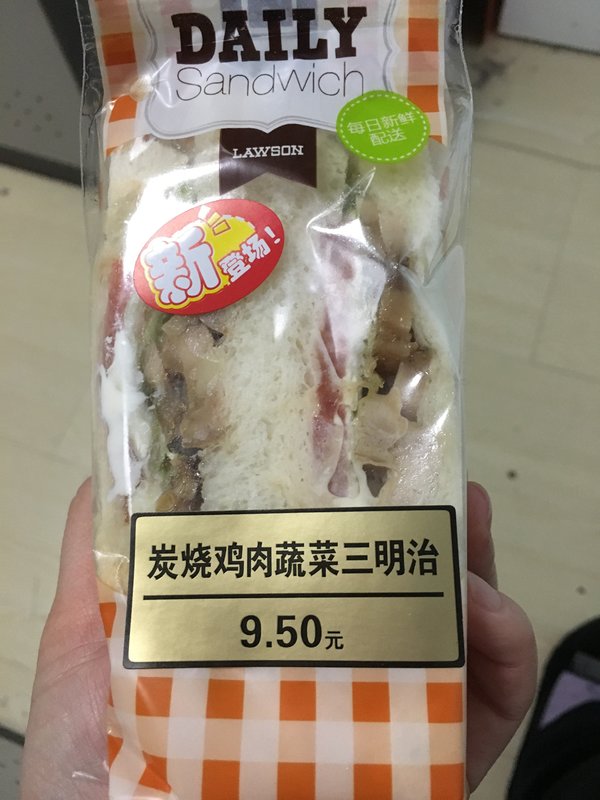 DAILY
Sandwich
每日新鲜
配送
LAWSON
新登场!
炭烧鸡肉蔬菜三明治
9.50元